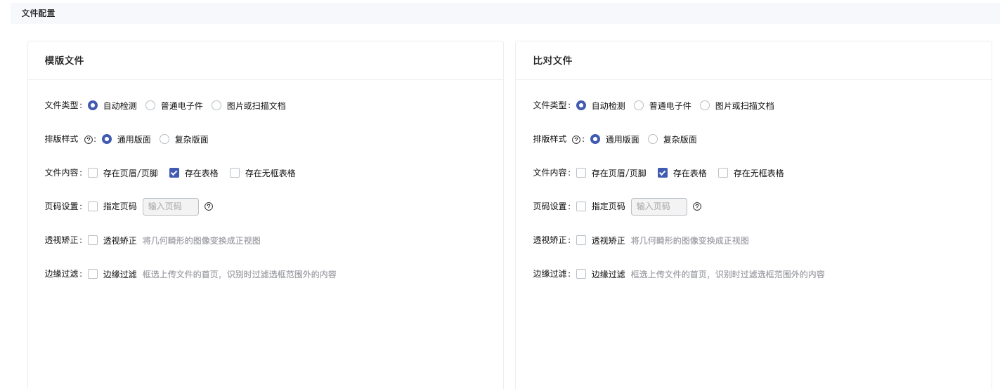 文件配置
模版文件
文件类型: 自动检测 普通电子件 图片或扫描文档
排版样式 ?: 通用版面 复杂版面
文件内容: 存在页眉/页脚 存在表格 存在无框表格
页码设置: 指定页码 输入页码 ?
透视矫正: 透视矫正 将几何畸形的图像变换成正视图
边缘过滤: 边缘过滤 框选上传文件的首页，识别时过滤选框范围外的内容
比对文件
文件类型: 自动检测 普通电子件 图片或扫描文档
排版样式 ?: 通用版面 复杂版面
文件内容: 存在页眉/页脚 存在表格 存在无框表格
页码设置: 指定页码 输入页码 ?
透视矫正: 透视矫正 将几何畸形的图像变换成正视图
边缘过滤: 边缘过滤 框选上传文件的首页，识别时过滤选框范围外的内容